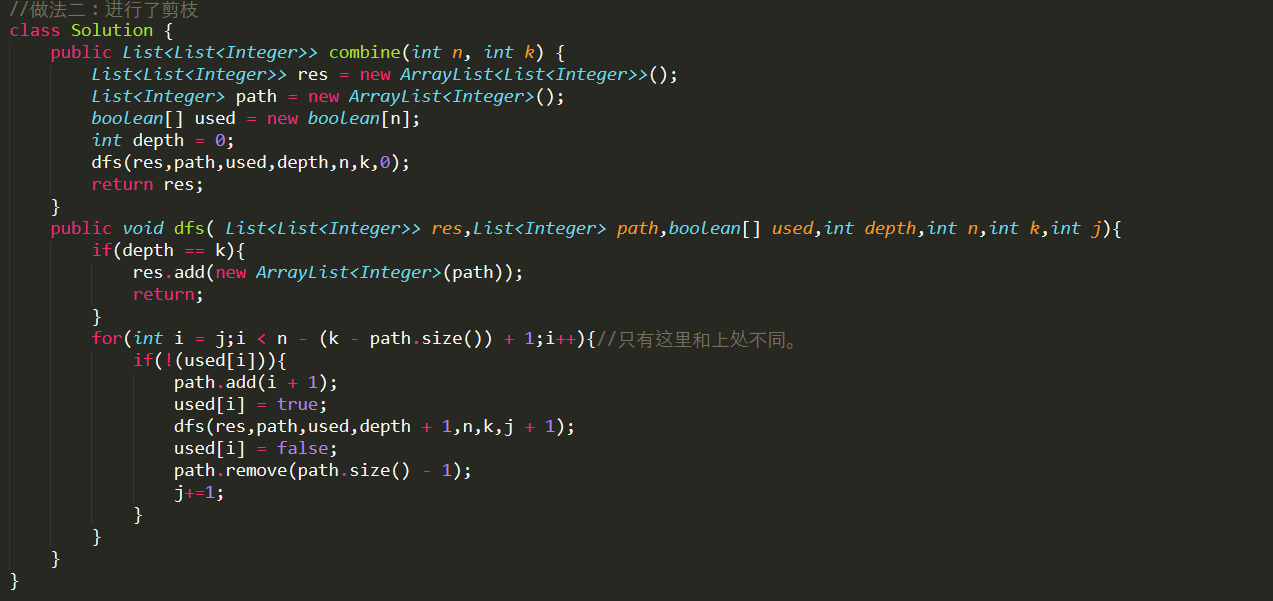 //做法二：进行了剪枝
class Solution {
    public List<List<Integer>> combine(int n, int k) {
        List<List<Integer>> res = new ArrayList<List<Integer>>();
        List<Integer> path = new ArrayList<Integer>();
        boolean[] used = new boolean[n];
        int depth = 0;
        dfs(res,path,used,depth,n,k,0);
        return res;
    }
    public void dfs( List<List<Integer>> res,List<Integer> path,boolean[] used,int depth,int n,int k,int j){
        if(depth == k){
            res.add(new ArrayList<Integer>(path));
            return;
        }
        for(int i = j;i < n - (k - path.size()) + 1;i++){//只有这里和上处不同。
            if(!(used[i])){
                path.add(i + 1);
                used[i] = true;
                dfs(res,path,used,depth + 1,n,k,j + 1);
                used[i] = false;
                path.remove(path.size() - 1);
                j+=1;
            }
        }
    }
}